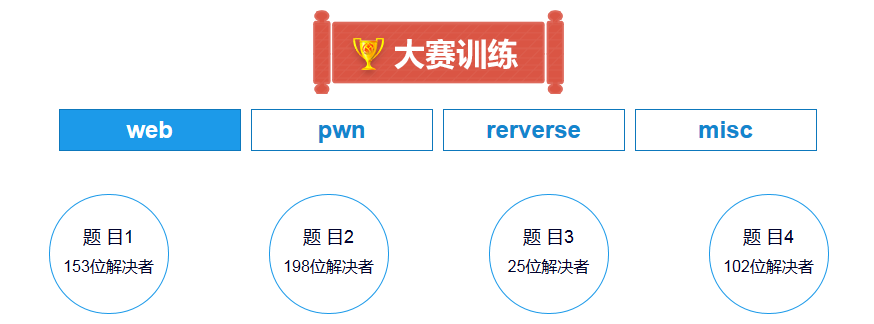 大赛训练
web pwn rerverse misc
题 目1 题 目2 题 目3 题 目4
153位解决者 198位解决者 25位解决者 102位解决者